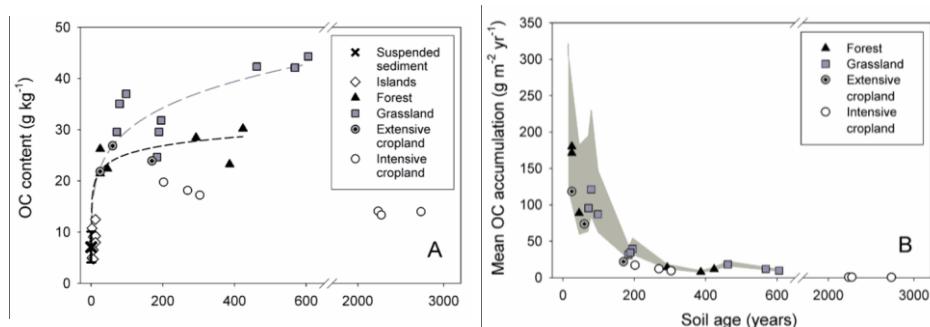 OC content (g kg⁻¹)
50
40
30
20
10
0
0
200
400
600
2000
3000
Suspended
sediment
Islands
Forest
Grassland
Extensive
cropland
Intensive
cropland
A
Mean OC accumulation (g m⁻² yr⁻¹)
350
300
250
200
150
100
50
0
0
200
400
600
2000
3000
Soil age (years)
Forest
Grassland
Extensive
cropland
Intensive
cropland
B